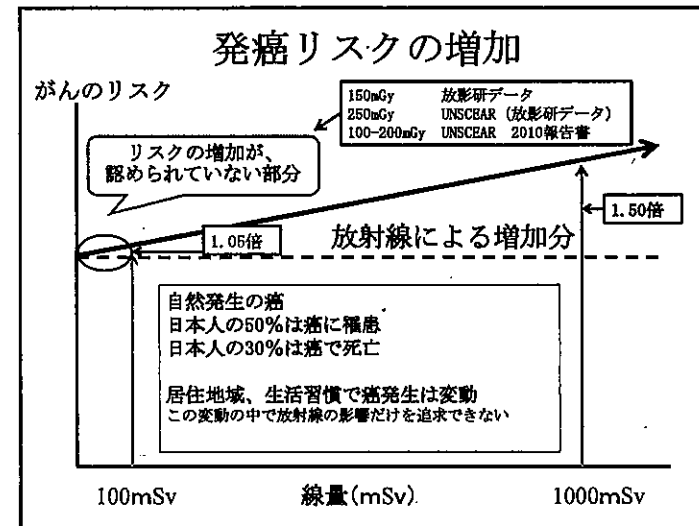 発癌リスクの増加
がんのリスク
150mGy 放影研データ
250mGy UNSCEAR (放影研データ)
100-200mGy UNSCEAR 2010報告書
リスクの増加が、
認められていない部分
1.05倍
放射線による増加分
1.50倍
自然発生の癌
日本人の50%は癌に罹患
日本人の30%は癌で死亡
居住地域、生活習慣で癌発生は変動
この変動の中で放射線の影響だけを追求できない
100mSv
線量(mSv)
1000mSv